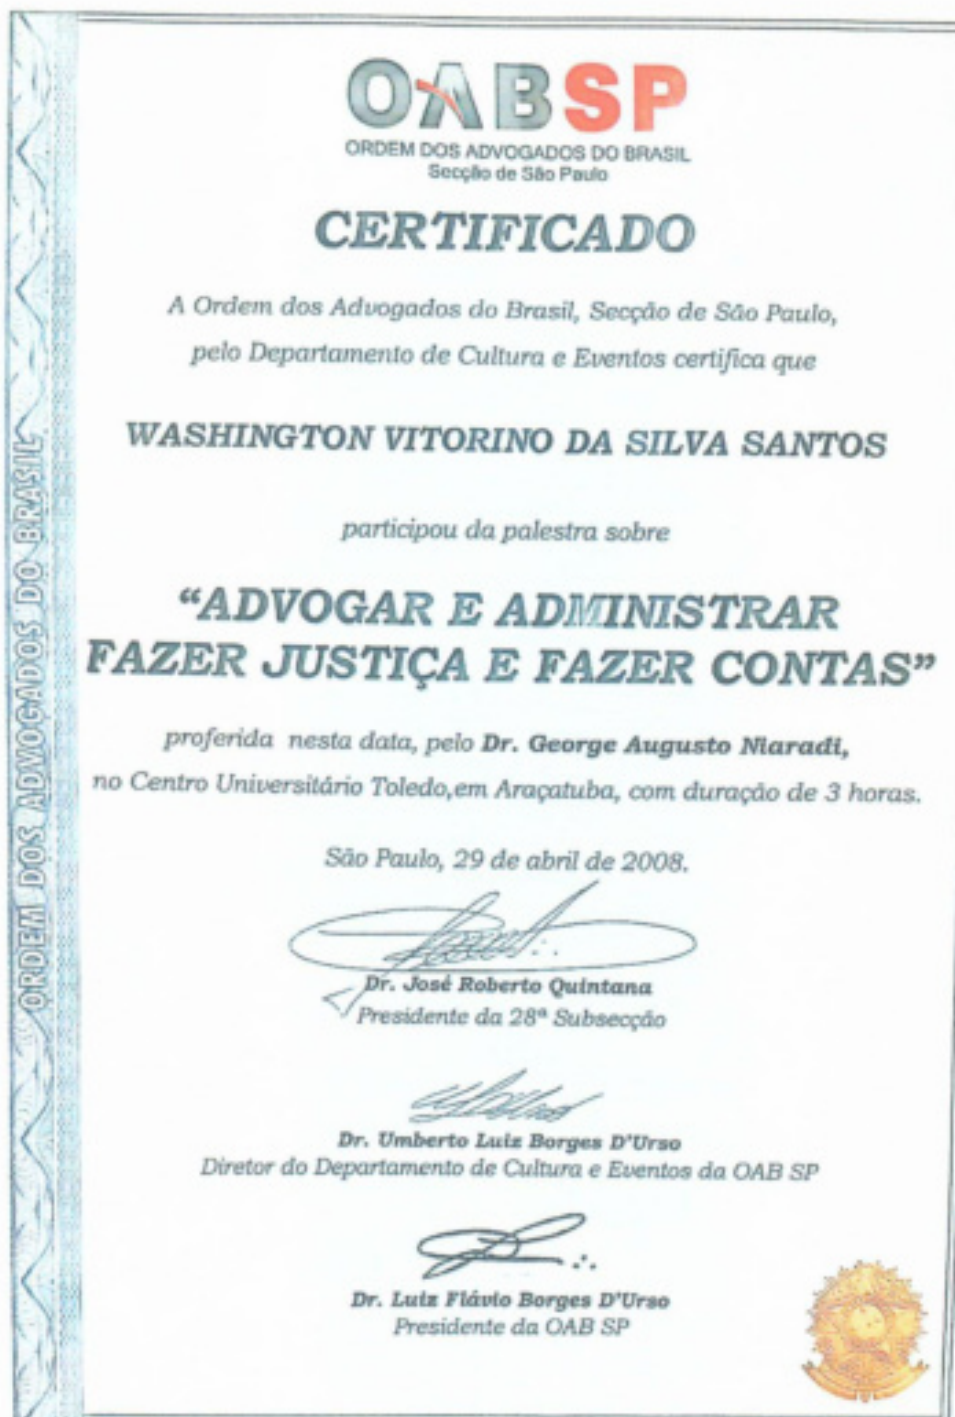 OABSP
ORDEM DOS ADVOGADOS DO BRASIL
Secção de São Paulo
CERTIFICADO
A Ordem dos Advogados do Brasil, Secção de São Paulo,
pelo Departamento de Cultura e Eventos certifica que
WASHINGTON VITORINO DA SILVA SANTOS
participou da palestra sobre
“ADVOGAR E ADMINISTRAR
FAZER JUSTIÇA E FAZER CONTAS”
proferida nesta data, pelo Dr. George Augusto Niaradi,
no Centro Universitário Toledo,em Araçatuba, com duração de 3 horas.
São Paulo, 29 de abril de 2008.
Dr. José Roberto Quintana
Presidente da 28ª Subsecção
Dr. Umberto Luiz Borges D'Urso
Diretor do Departamento de Cultura e Eventos da OAB SP
Dr. Luiz Flávio Borges D'Urso
Presidente da OAB SP
ORDEM DOS ADVOGADOS DO BRASIL